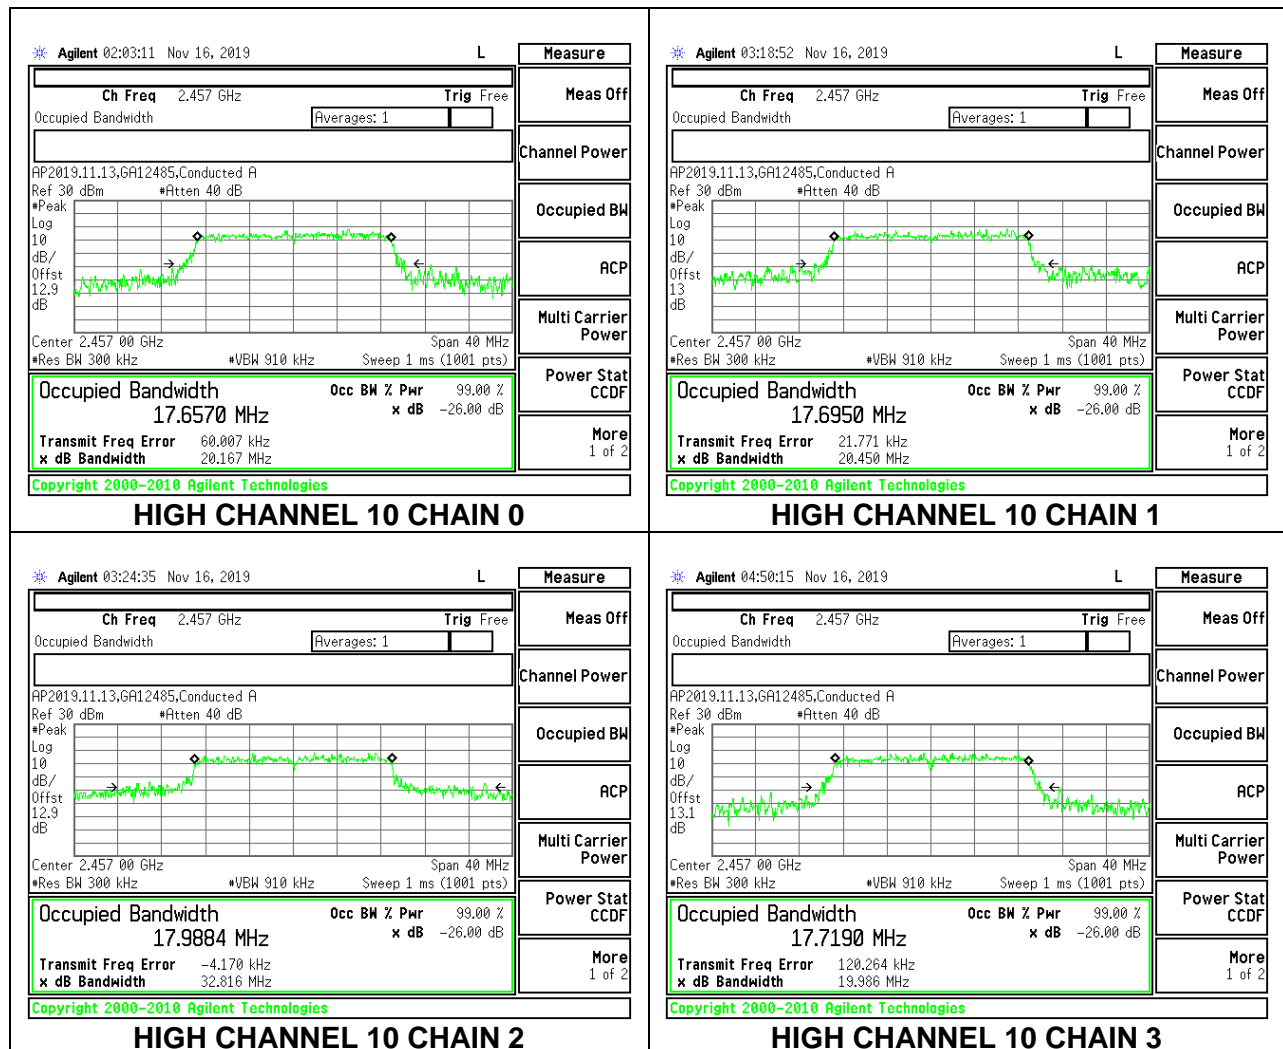 Agilent 02:03:11 Nov 16, 2019 L Measure
Ch Freq 2.457 GHz Trig Free
Occupied Bandwidth Averages: 1
AP2019.11.13,GA12485,Conducted A
Ref 30 dBm #Atten 40 dB
#Peak
Log
10
dB/
Offst
12.9
dB
Center 2.457 00 GHz Span 40 MHz
#Res BW 300 kHz #VBW 910 kHz Sweep 1 ms (1001 pts)
Occupied Bandwidth Occ BW % Pwr 99.00 %
17.6570 MHz x dB -26.00 dB
Transmit Freq Error 60.007 kHz
x dB Bandwidth 20.167 MHz
Copyright 2000-2010 Agilent Technologies
Meas Off
Channel Power
Occupied BW
ACP
Multi Carrier
Power
Power Stat
CCDF
More
1 of 2
HIGH CHANNEL 10 CHAIN 0
Agilent 03:18:52 Nov 16, 2019 L Measure
Ch Freq 2.457 GHz Trig Free
Occupied Bandwidth Averages: 1
AP2019.11.13,GA12485,Conducted A
Ref 30 dBm #Atten 40 dB
#Peak
Log
10
dB/
Offst
13
dB
Center 2.457 00 GHz Span 40 MHz
#Res BW 300 kHz #VBW 910 kHz Sweep 1 ms (1001 pts)
Occupied Bandwidth Occ BW % Pwr 99.00 %
17.6950 MHz x dB -26.00 dB
Transmit Freq Error 21.771 kHz
x dB Bandwidth 20.450 MHz
Copyright 2000-2010 Agilent Technologies
Meas Off
Channel Power
Occupied BW
ACP
Multi Carrier
Power
Power Stat
CCDF
More
1 of 2
HIGH CHANNEL 10 CHAIN 1
Agilent 03:24:35 Nov 16, 2019 L Measure
Ch Freq 2.457 GHz Trig Free
Occupied Bandwidth Averages: 1
AP2019.11.13,GA12485,Conducted A
Ref 30 dBm #Atten 40 dB
#Peak
Log
10
dB/
Offst
12.9
dB
Center 2.457 00 GHz Span 40 MHz
#Res BW 300 kHz #VBW 910 kHz Sweep 1 ms (1001 pts)
Occupied Bandwidth Occ BW % Pwr 99.00 %
17.9884 MHz x dB -26.00 dB
Transmit Freq Error -4.170 kHz
x dB Bandwidth 32.816 MHz
Copyright 2000-2010 Agilent Technologies
Meas Off
Channel Power
Occupied BW
ACP
Multi Carrier
Power
Power Stat
CCDF
More
1 of 2
HIGH CHANNEL 10 CHAIN 2
Agilent 04:50:15 Nov 16, 2019 L Measure
Ch Freq 2.457 GHz Trig Free
Occupied Bandwidth Averages: 1
AP2019.11.13,GA12485,Conducted A
Ref 30 dBm #Atten 40 dB
#Peak
Log
10
dB/
Offst
13.1
dB
Center 2.457 00 GHz Span 40 MHz
#Res BW 300 kHz #VBW 910 kHz Sweep 1 ms (1001 pts)
Occupied Bandwidth Occ BW % Pwr 99.00 %
17.7190 MHz x dB -26.00 dB
Transmit Freq Error 120.264 kHz
x dB Bandwidth 19.986 MHz
Copyright 2000-2010 Agilent Technologies
Meas Off
Channel Power
Occupied BW
ACP
Multi Carrier
Power
Power Stat
CCDF
More
1 of 2
HIGH CHANNEL 10 CHAIN 3